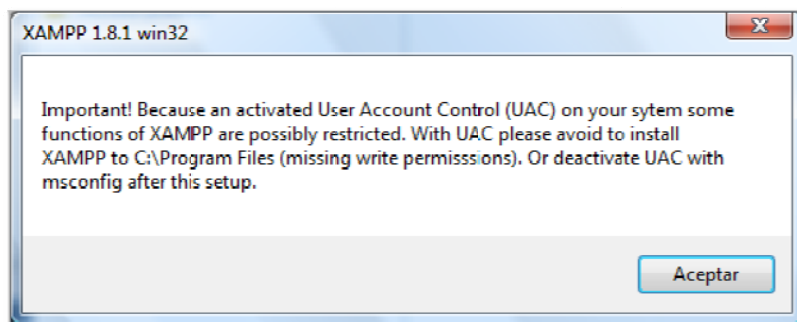 XAMPP 1.8.1 win32
Important! Because an activated User Account Control (UAC) on your sytem some
functions of XAMPP are possibly restricted. With UAC please avoid to install
XAMPP to C:\Program Files (missing write permisssions). Or deactivate UAC with
msconfig after this setup.
Aceptar